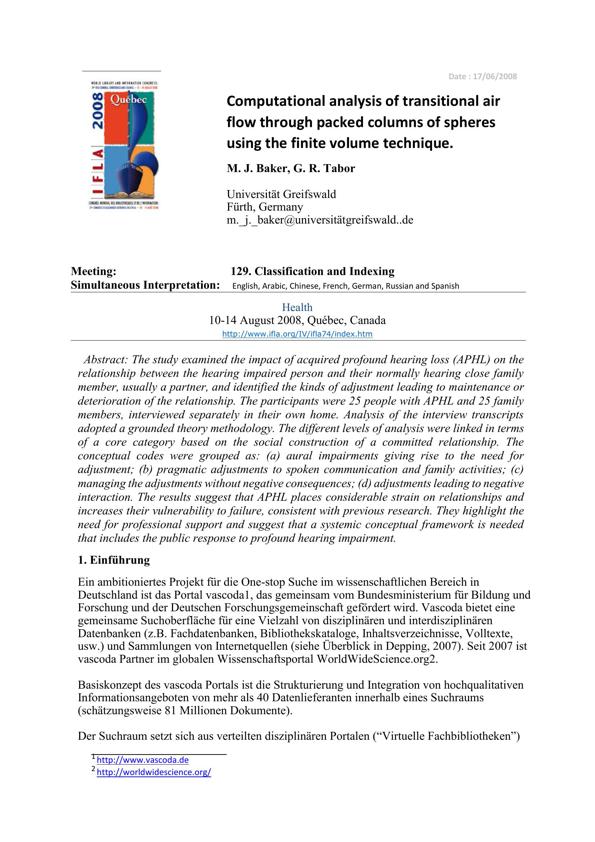 Date : 17/06/2008
2008
Québec
IFLA
Computational analysis of transitional air
flow through packed columns of spheres
using the finite volume technique.
M. J. Baker, G. R. Tabor
Universität Greifswald
Fürth, Germany
m._j._baker@universitätgreifswald..de
Meeting: 129. Classification and Indexing
Simultaneous Interpretation: English, Arabic, Chinese, French, German, Russian and Spanish
Health
10-14 August 2008, Québec, Canada
http://www.ifla.org/IV/ifla74/index.htm
Abstract: The study examined the impact of acquired profound hearing loss (APHL) on the
relationship between the hearing impaired person and their normally hearing close family
member, usually a partner, and identified the kinds of adjustment leading to maintenance or
deterioration of the relationship. The participants were 25 people with APHL and 25 family
members, interviewed separately in their own home. Analysis of the interview transcripts
adopted a grounded theory methodology. The different levels of analysis were linked in terms
of a core category based on the social construction of a committed relationship. The
conceptual codes were grouped as: (a) aural impairments giving rise to the need for
adjustment; (b) pragmatic adjustments to spoken communication and family activities; (c)
managing the adjustments without negative consequences; (d) adjustments leading to negative
interaction. The results suggest that APHL places considerable strain on relationships and
increases their vulnerability to failure, consistent with previous research. They highlight the
need for professional support and suggest that a systemic conceptual framework is needed
that includes the public response to profound hearing impairment.
1. Einführung
Ein ambitioniertes Projekt für die One-stop Suche im wissenschaftlichen Bereich in
Deutschland ist das Portal vascoda1, das gemeinsam vom Bundesministerium für Bildung und
Forschung und der Deutschen Forschungsgemeinschaft gefördert wird. Vascoda bietet eine
gemeinsame Suchoberfläche für eine Vielzahl von disziplinären und interdisziplinären
Datenbanken (z.B. Fachdatenbanken, Bibliothekskataloge, Inhaltsverzeichnisse, Volltexte,
usw.) und Sammlungen von Internetquellen (siehe Überblick in Depping, 2007). Seit 2007 ist
vascoda Partner im globalen Wissenschaftsportal WorldWideScience.org2.
Basiskonzept des vascoda Portals ist die Strukturierung und Integration von hochqualitativen
Informationsangeboten von mehr als 40 Datenlieferanten innerhalb eines Suchraums
(schätzungsweise 81 Millionen Dokumente).
Der Suchraum setzt sich aus verteilten disziplinären Portalen (“Virtuelle Fachbibliotheken”)
1 http://www.vascoda.de
2 http://worldwidescience.org/